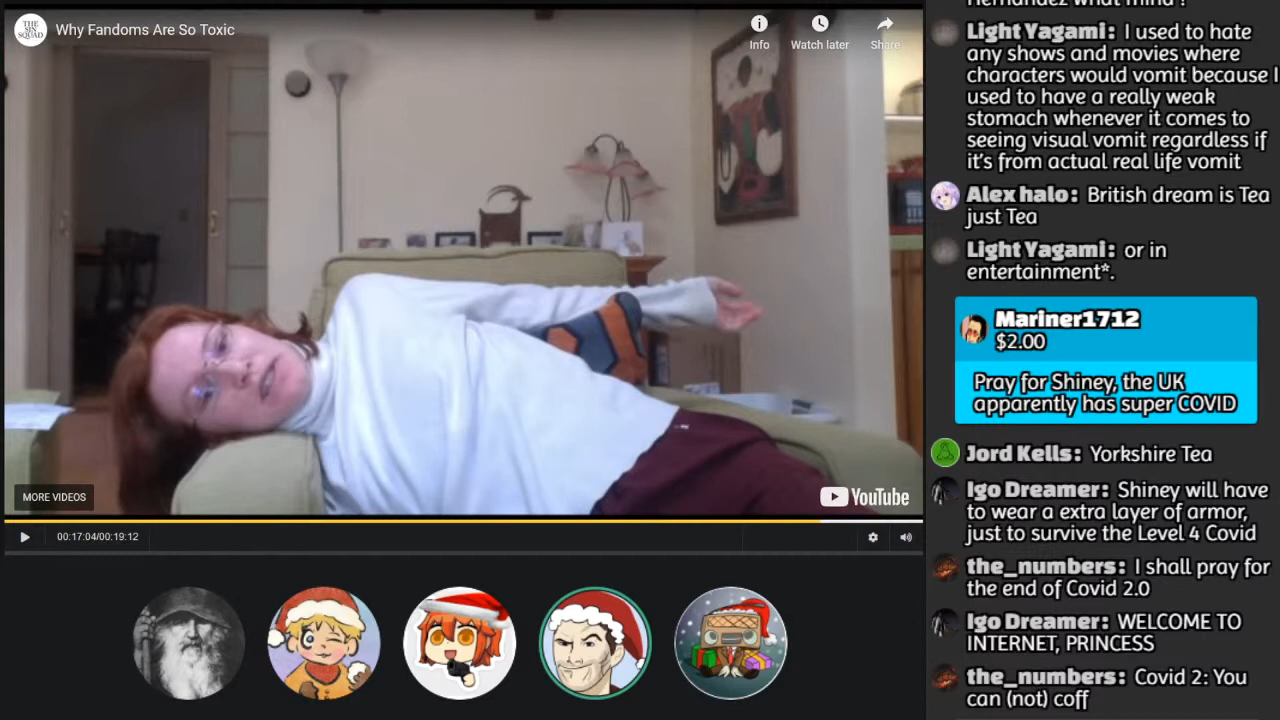 THE SIN SQUAD
Why Fandoms Are So Toxic
Info
Watch later
Share
MORE VIDEOS
YouTube
00:17:04/00:19:12
Light Yagami: I used to hate
any shows and movies where
characters would vomit because I
used to have a really weak
stomach whenever it comes to
seeing visual vomit regardless if
it's from actual real life vomit
Alex halo: British dream is Tea
just Tea
Light Yagami: or in
entertainment*.
Mariner1712
$2.00
Pray for Shiney, the UK
apparently has super COVID
Jord Kells: Yorkshire Tea
Igo Dreamer: Shiney will have
to wear a extra layer of armor,
just to survive the Level 4 Covid
the_numbers: I shall pray for
the end of Covid 2.0
Igo Dreamer: WELCOME TO
INTERNET, PRINCESS
the_numbers: Covid 2: You
can (not) coff